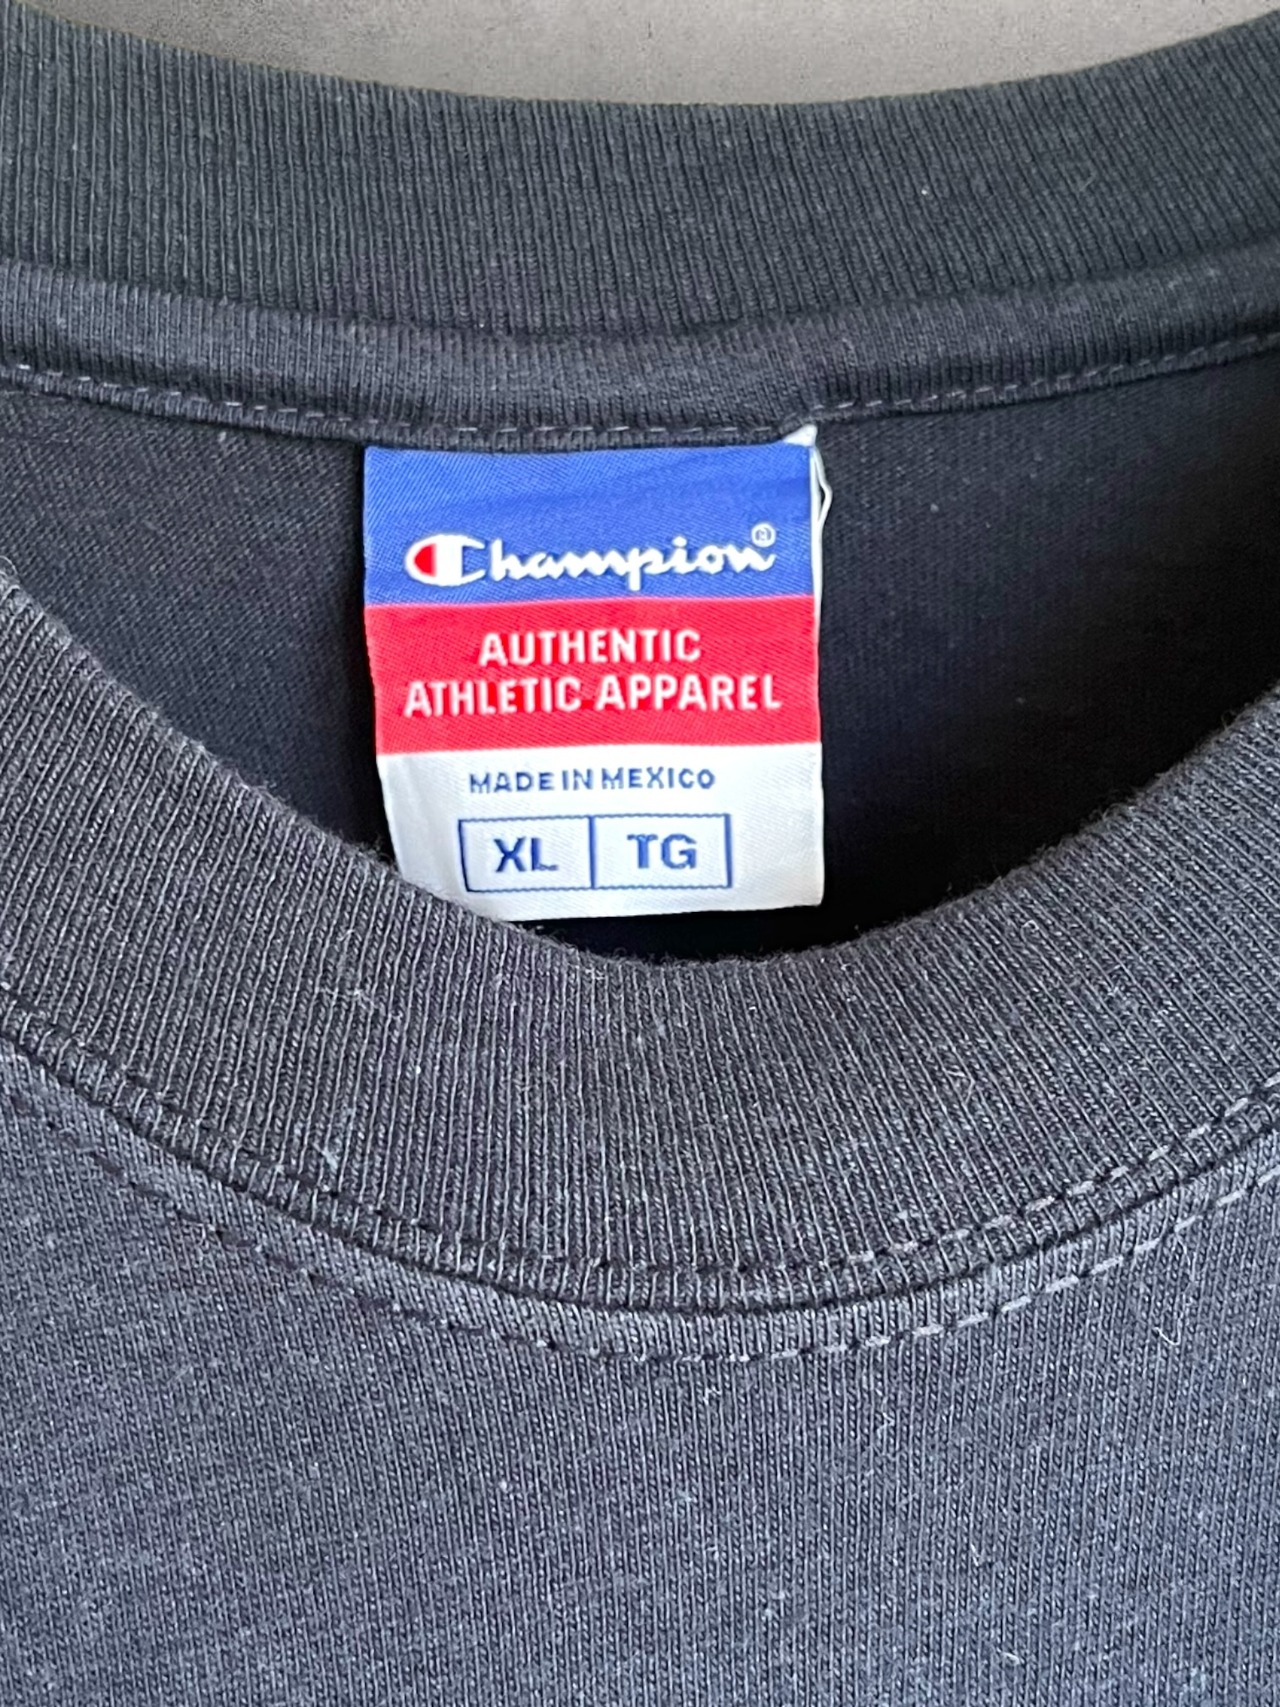 Champion®
AUTHENTIC
ATHLETIC APPAREL
MADE IN MEXICO
XL TG